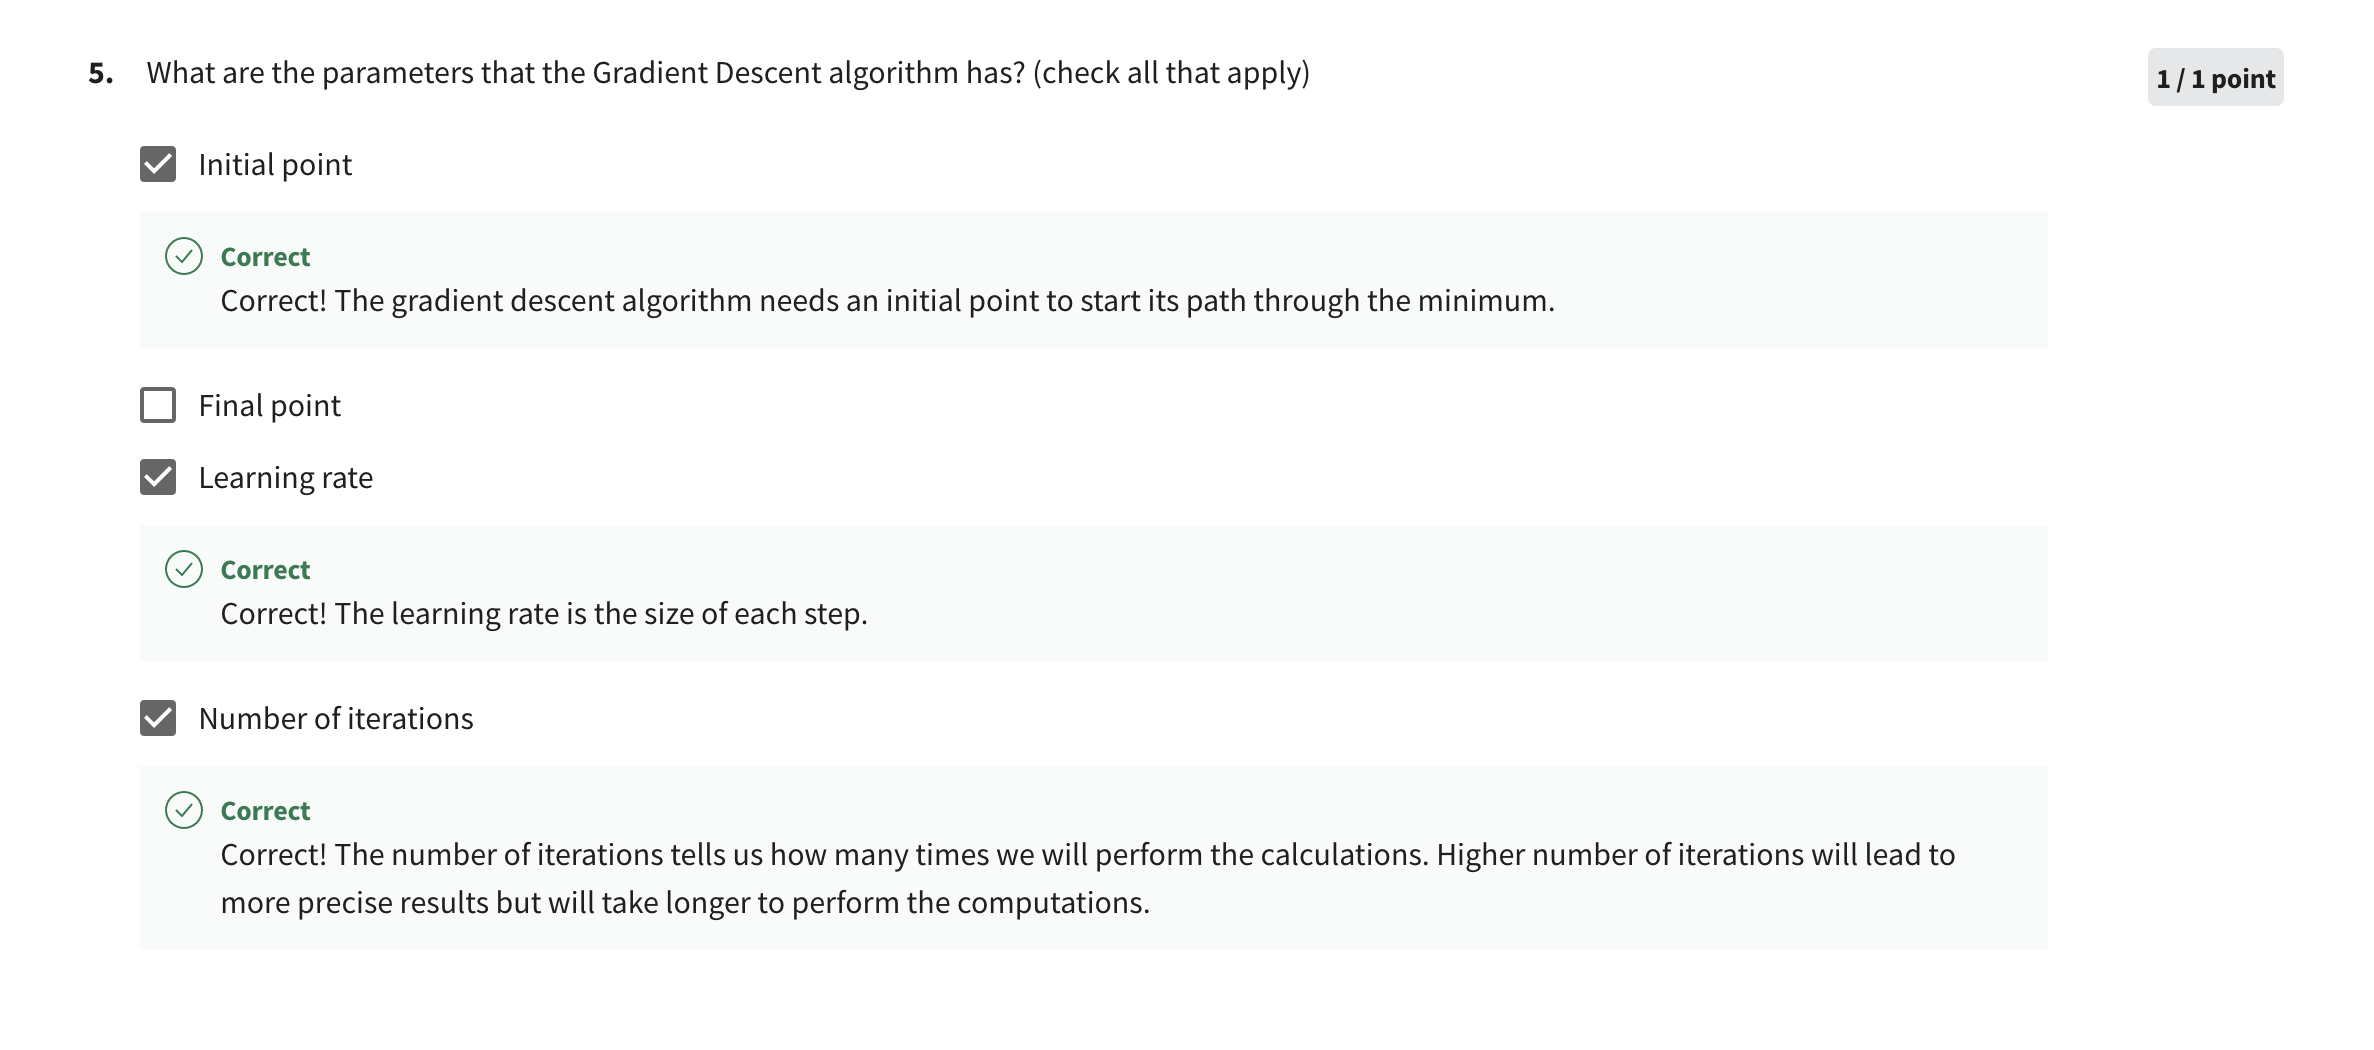 5. What are the parameters that the Gradient Descent algorithm has? (check all that apply)
1 / 1 point
Initial point
Correct
Correct! The gradient descent algorithm needs an initial point to start its path through the minimum.
Final point
Learning rate
Correct
Correct! The learning rate is the size of each step.
Number of iterations
Correct
Correct! The number of iterations tells us how many times we will perform the calculations. Higher number of iterations will lead to
more precise results but will take longer to perform the computations.